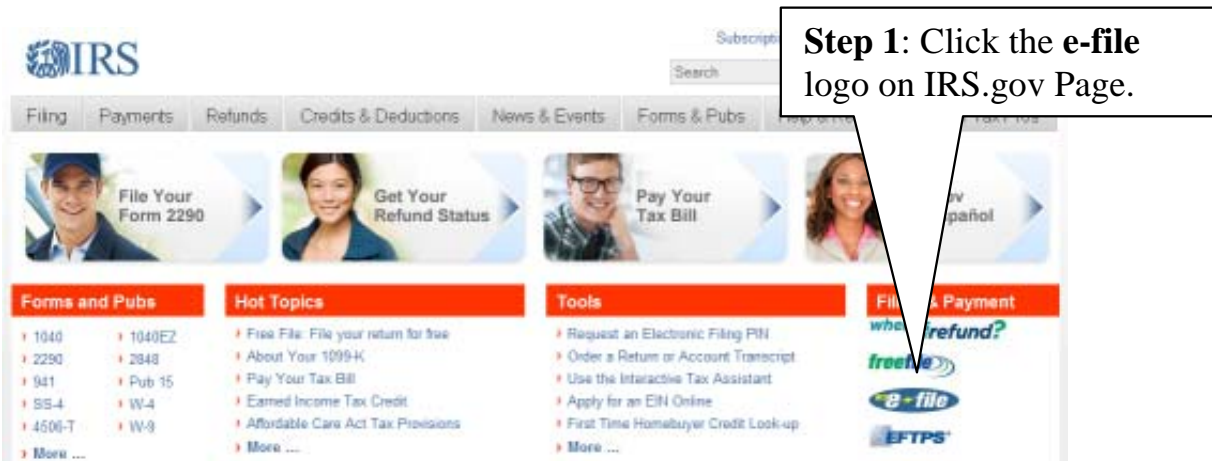 IRS
Step 1: Click the e-file
logo on IRS.gov Page.
Search
Filing Payments Refunds Credits & Deductions News & Events Forms & Pubs
File Your
Form 2290
Get Your
Refund Status
Pay Your
Tax Bill
Forms and Pubs
1040
2290
941
SS-4
4506-T
More ...
1040EZ
2848
Pub 15
W-4
W-9
Hot Topics
Free File: File your return for free
About Your 1099-K
Pay Your Tax Bill
Earned Income Tax Credit
Affordable Care Act Tax Provisions
More ...
Tools
Request an Electronic Filing PIN
Order a Return or Account Transcript
Use the Interactive Tax Assistant
Apply for an EIN Online
First Time Homebuyer Credit Look-up
More ...
& Payment
refund?
freefile
e-file
EFTPS